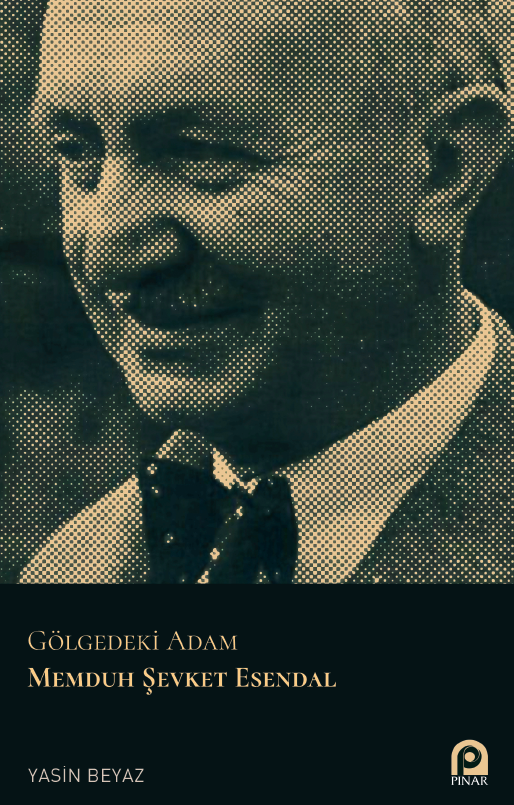 Gölgedeki Adam
Memduh Şevket Esendal
YASİN BEYAZ
PINAR